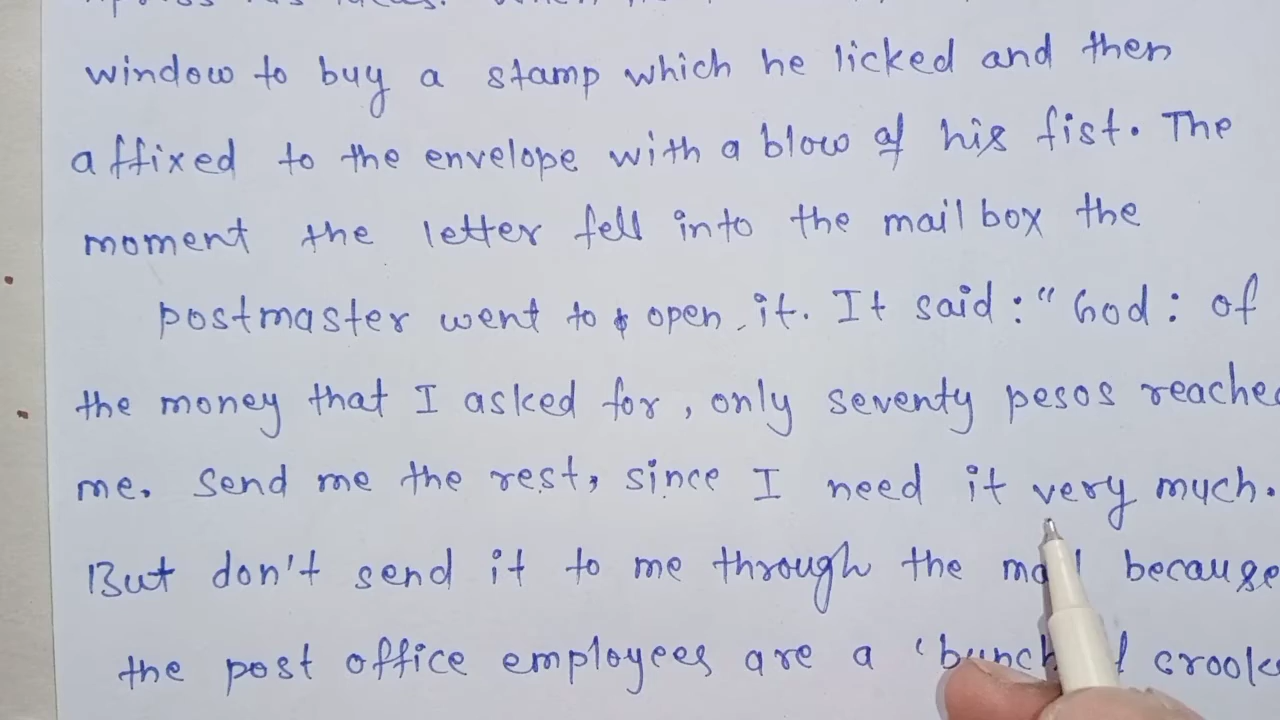 window to buy a stamp which he licked and then
affixed to the envelope with a blow of his fist. The
moment the letter fell into the mail box the
postmaster went to open it. It said: "God: of
the money that I asked for, only seventy pesos reache
me. Send me the rest, since I need it very much.
But don't send it to me through the because
the post office employees are a crook